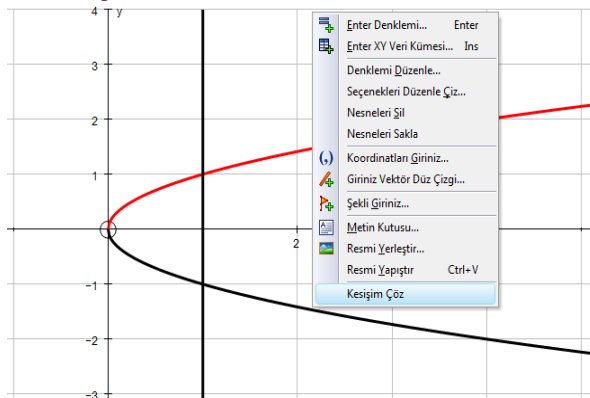 4
y
3
2
1
2
-1
-2
-3
Enter Denklemi... Enter
Enter XY Veri Kümesi... Ins
Denklemi Düzenle...
Seçenekleri Düzenle Çiz...
Nesneleri Sil
Nesneleri Sakla
Koordinatları Giriniz...
Giriniz Vektör Düz Çizgi...
Şekli Giriniz...
Metin Kutusu...
Resmi Yerleştir...
Resmi Yapıştır Ctrl+V
Kesişim Çöz